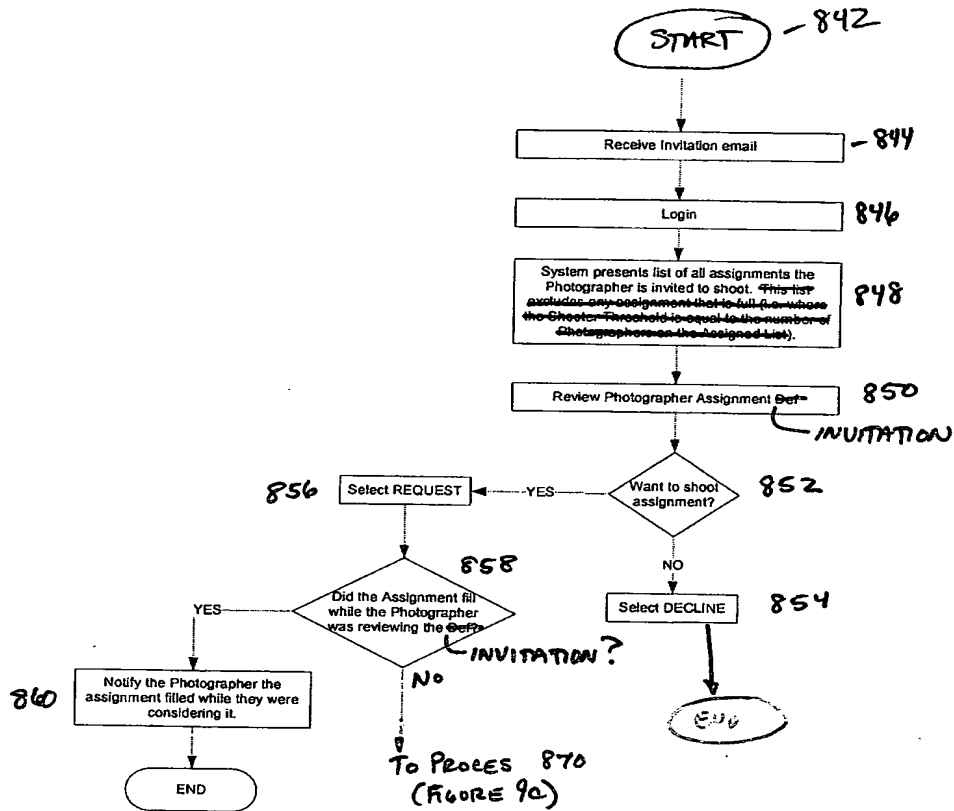 START - 842
Receive Invitation email - 844
Login 846
System presents list of all assignments the
Photographer is invited to shoot. This list
excludes any assignment that is full (i.e. where
the Shooter Threshold is equal to the number of
Photographers on the Assigned List).
848
Review Photographer Assignment Def
850
INVITATION
Want to shoot
assignment?
852
YES
856 Select REQUEST
NO
Select DECLINE 854
858
Did the Assignment fill
while the Photographer
was reviewing the Def?
INVITATION?
YES
NO
860
Notify the Photographer the
assignment filled while they were
considering it.
END
END
TO PROCES 870
(FIGURE 9c)